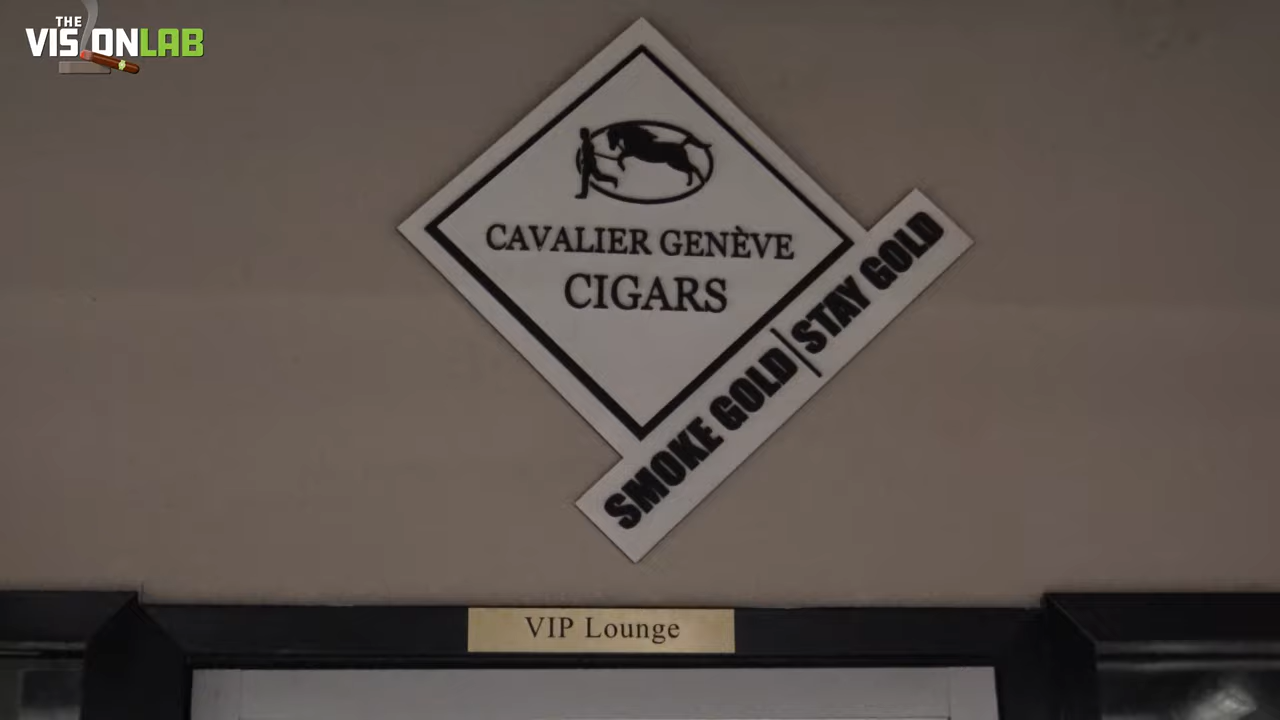 THE
VISIONLAB
CAVALIER GENÈVE
CIGARS
SMOKE GOLD|STAY GOLD
VIP Lounge